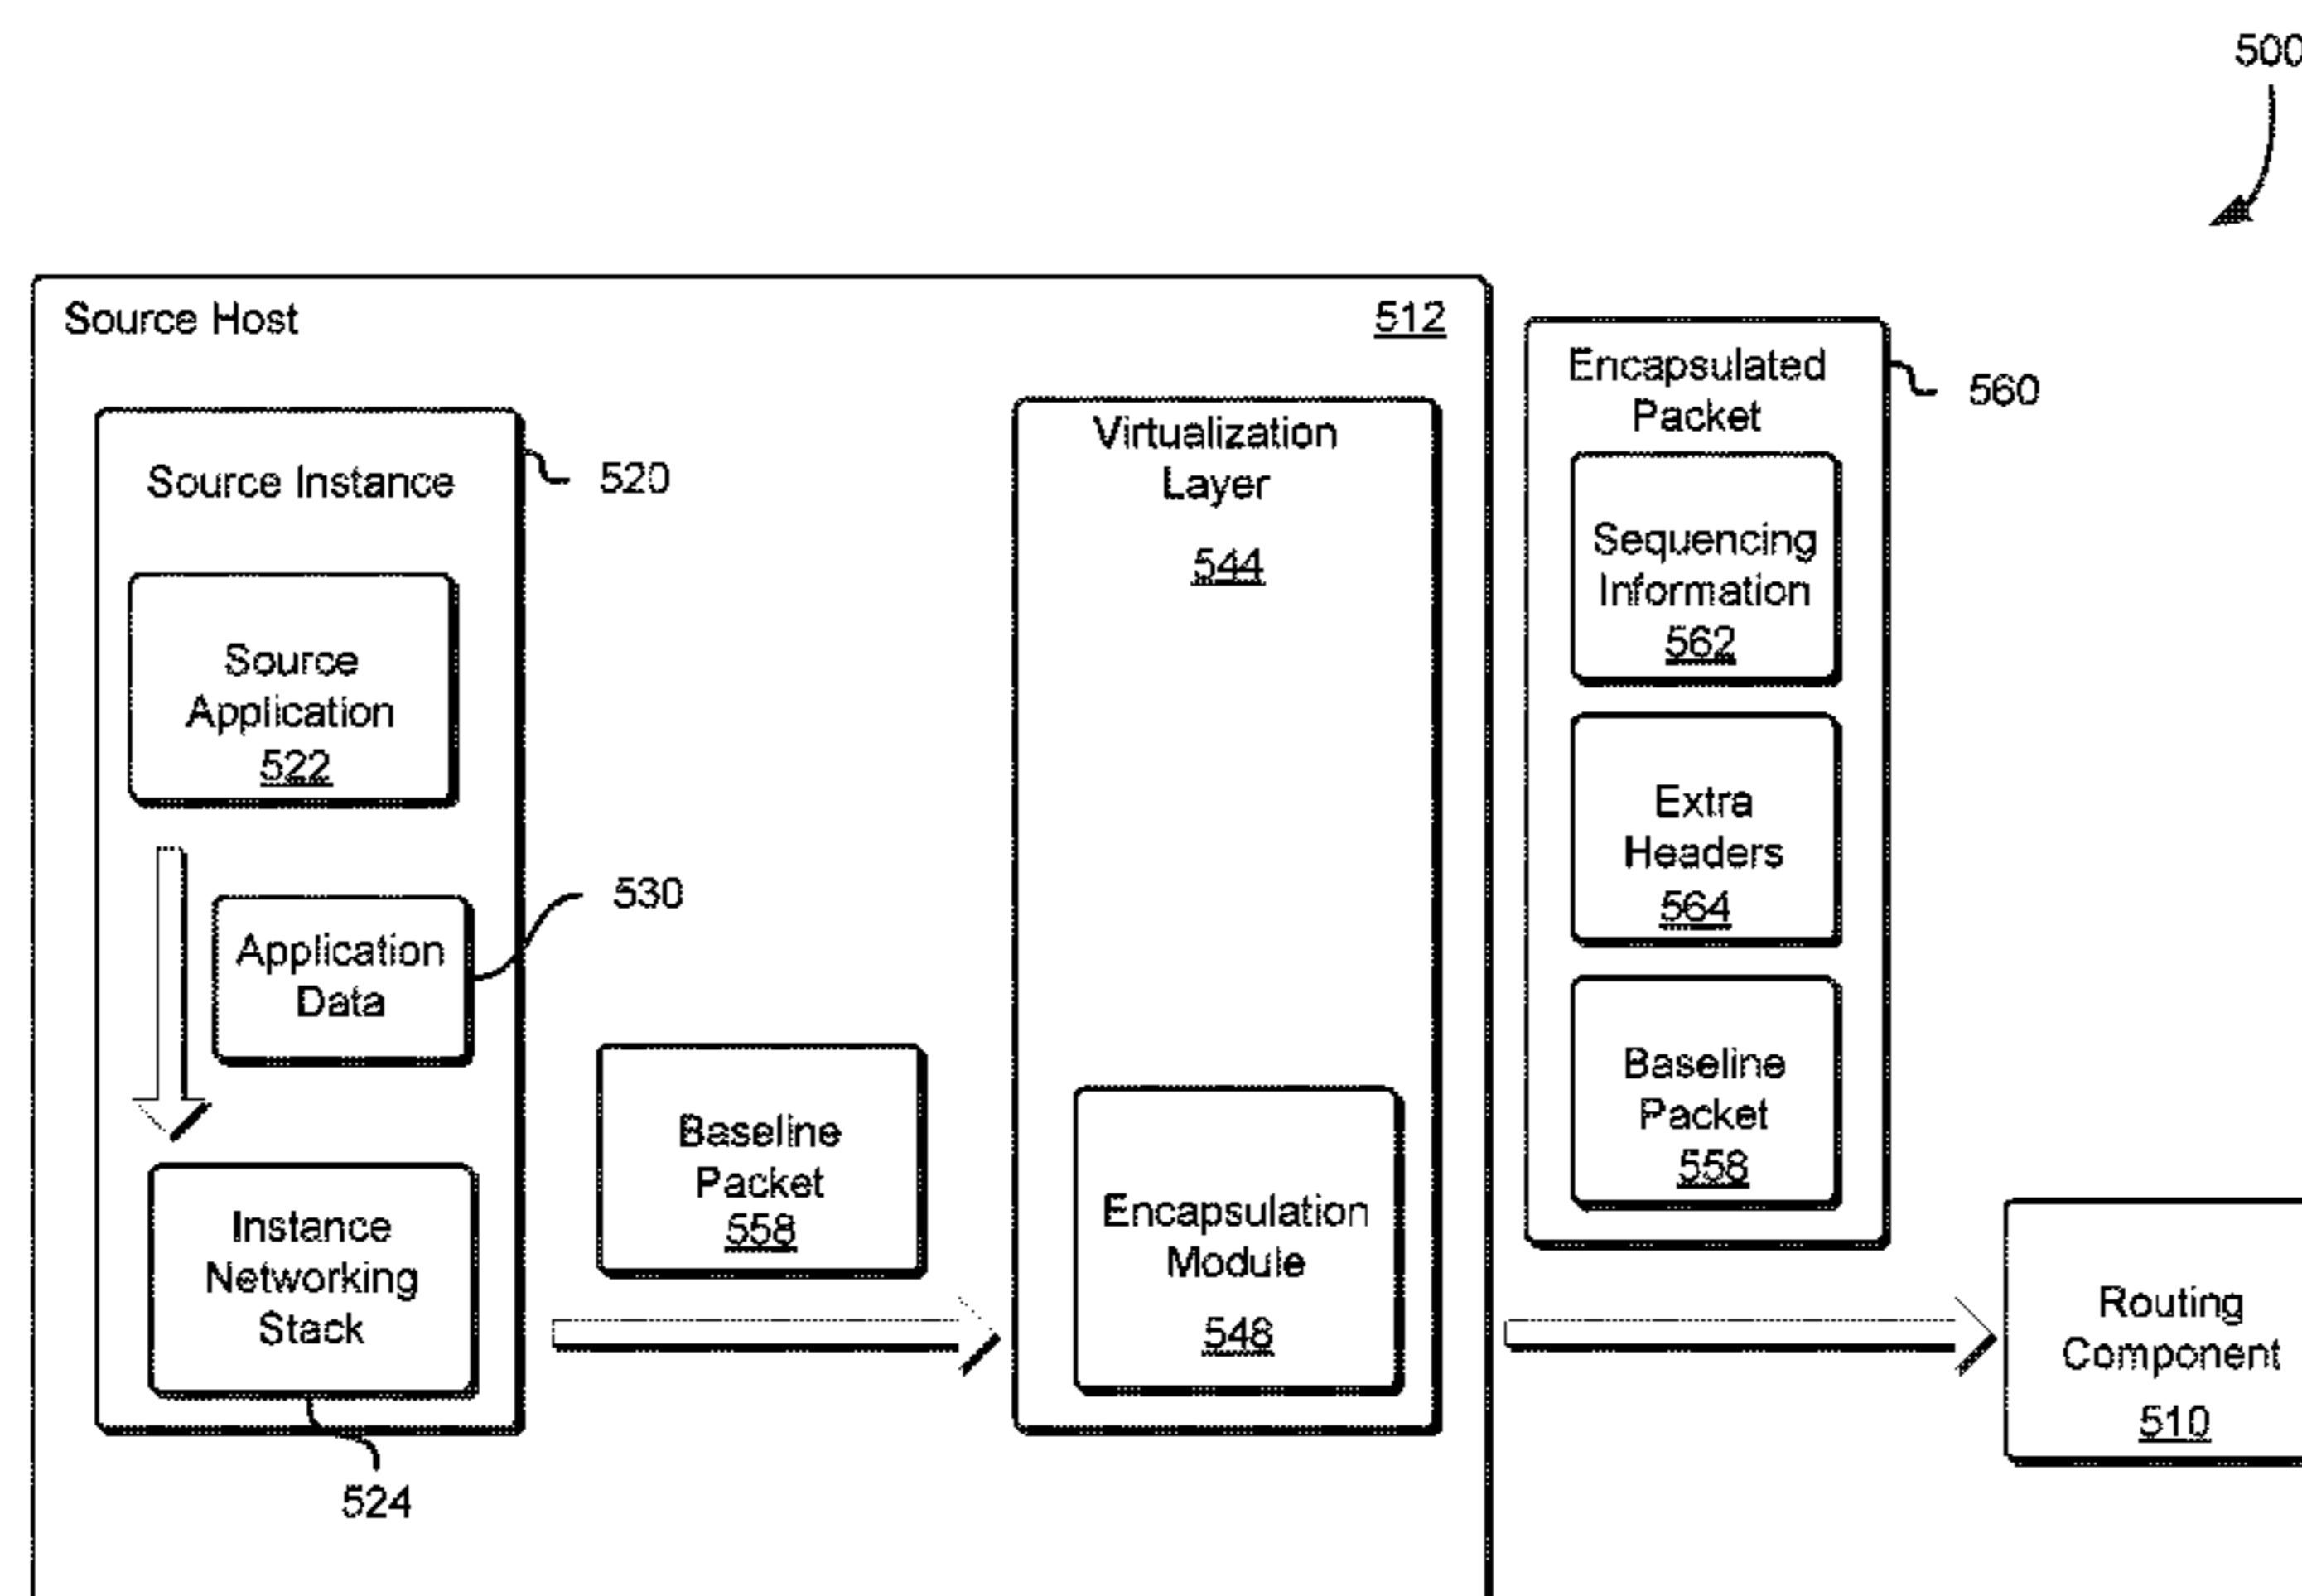 500
Source Host
512
Source Instance
520
Source
Application
522
Application
Data
530
Instance
Networking
Stack
524
Baseline
Packet
558
Virtualization
Layer
544
Encapsulation
Module
548
Encapsulated
Packet
560
Sequencing
Information
562
Extra
Headers
564
Baseline
Packet
558
Routing
Component
510